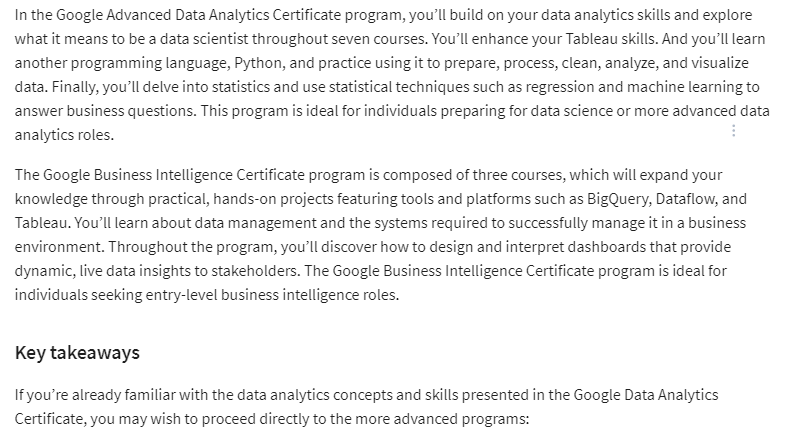 In the Google Advanced Data Analytics Certificate program, you'll build on your data analytics skills and explore
what it means to be a data scientist throughout seven courses. You'll enhance your Tableau skills. And you'll learn
another programming language, Python, and practice using it to prepare, process, clean, analyze, and visualize
data. Finally, you'll delve into statistics and use statistical techniques such as regression and machine learning to
answer business questions. This program is ideal for individuals preparing for data science or more advanced data
analytics roles.
The Google Business Intelligence Certificate program is composed of three courses, which will expand your
knowledge through practical, hands-on projects featuring tools and platforms such as BigQuery, Dataflow, and
Tableau. You'll learn about data management and the systems required to successfully manage it in a business
environment. Throughout the program, you'll discover how to design and interpret dashboards that provide
dynamic, live data insights to stakeholders. The Google Business Intelligence Certificate program is ideal for
individuals seeking entry-level business intelligence roles.
Key takeaways
If you're already familiar with the data analytics concepts and skills presented in the Google Data Analytics
Certificate, you may wish to proceed directly to the more advanced programs: